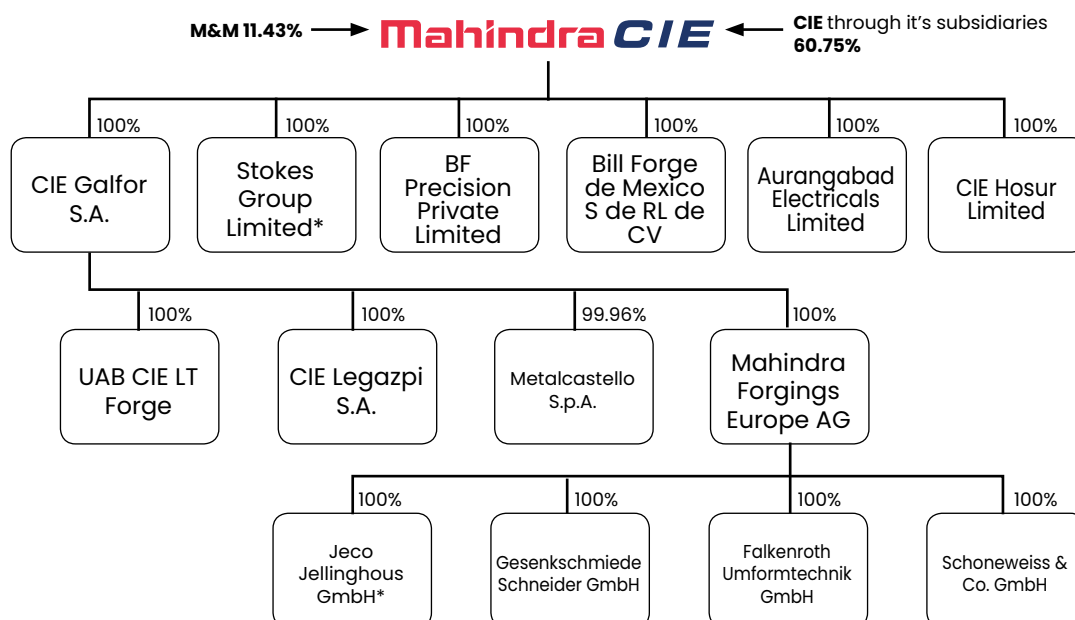 M&M 11.43%
Mahindra CIE
CIE through it's subsidiaries
60.75%
100%
100%
100%
100%
100%
100%
CIE Galfor
S.A.
Stokes
Group
Limited*
BF
Precision
Private
Limited
Bill Forge
de Mexico
S de RL de
CV
Aurangabad
Electricals
Limited
CIE Hosur
Limited
100%
100%
99.96%
100%
UAB CIE LT
Forge
CIE Legazpi
S.A.
Metalcastello
S.p.A.
Mahindra
Forgings
Europe AG
100%
100%
100%
100%
Jeco
Jellinghous
GmbH*
Gesenkschmiede
Schneider GmbH
Falkenroth
Umformtechnik
GmbH
Schoneweiss &
Co. GmbH